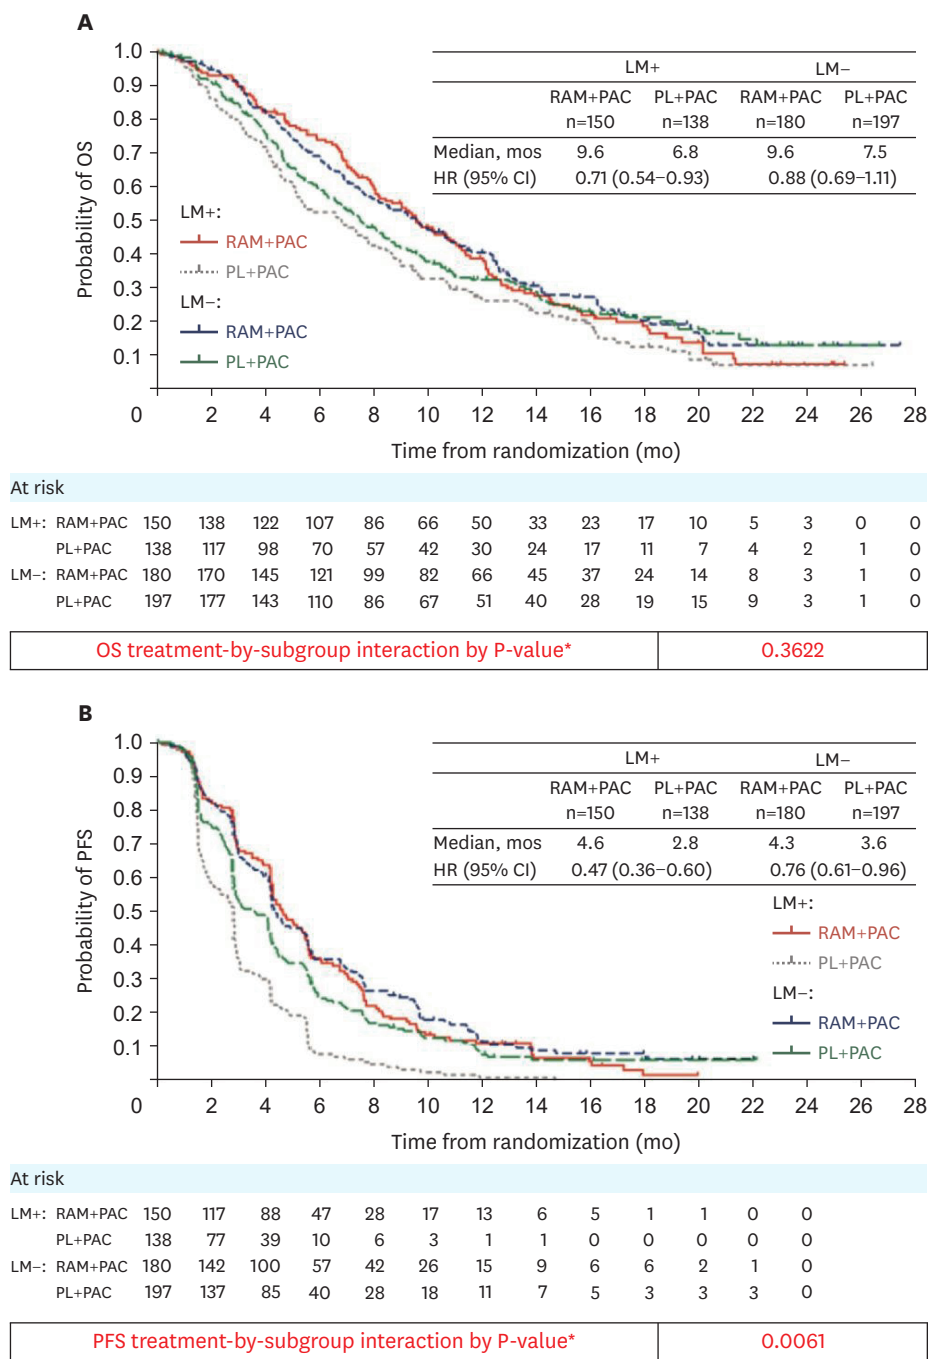 A
LM+ LM−
RAM+PAC PL+PAC RAM+PAC PL+PAC
n=150 n=138 n=180 n=197
Median, mos 9.6 6.8 9.6 7.5
HR (95% CI) 0.71 (0.54–0.93) 0.88 (0.69–1.11)
Probability of OS
1.0
0.9
0.8
0.7
0.6
0.5
0.4
0.3
0.2
0.1
LM+:
RAM+PAC
PL+PAC
LM−:
RAM+PAC
PL+PAC
0 2 4 6 8 10 12 14 16 18 20 22 24 26 28
Time from randomization (mo)
At risk
LM+: RAM+PAC 150 138 122 107 86 66 50 33 23 17 10 5 3 0 0
PL+PAC 138 117 98 70 57 42 30 24 17 11 7 4 2 1 0
LM−: RAM+PAC 180 170 145 121 99 82 66 45 37 24 14 8 3 1 0
PL+PAC 197 177 143 110 86 67 51 40 28 19 15 9 3 1 0
OS treatment-by-subgroup interaction by P-value* 0.3622
B
LM+ LM−
RAM+PAC PL+PAC RAM+PAC PL+PAC
n=150 n=138 n=180 n=197
Median, mos 4.6 2.8 4.3 3.6
HR (95% CI) 0.47 (0.36–0.60) 0.76 (0.61–0.96)
Probability of PFS
1.0
0.9
0.8
0.7
0.6
0.5
0.4
0.3
0.2
0.1
LM+:
RAM+PAC
PL+PAC
LM−:
RAM+PAC
PL+PAC
0 2 4 6 8 10 12 14 16 18 20 22 24 26 28
Time from randomization (mo)
At risk
LM+: RAM+PAC 150 117 88 47 28 17 13 6 5 1 1 0 0
PL+PAC 138 77 39 10 6 3 1 1 0 0 0 0 0
LM−: RAM+PAC 180 142 100 57 42 26 15 9 6 6 2 1 0
PL+PAC 197 137 85 40 28 18 11 7 5 3 3 3 0
PFS treatment-by-subgroup interaction by P-value* 0.0061